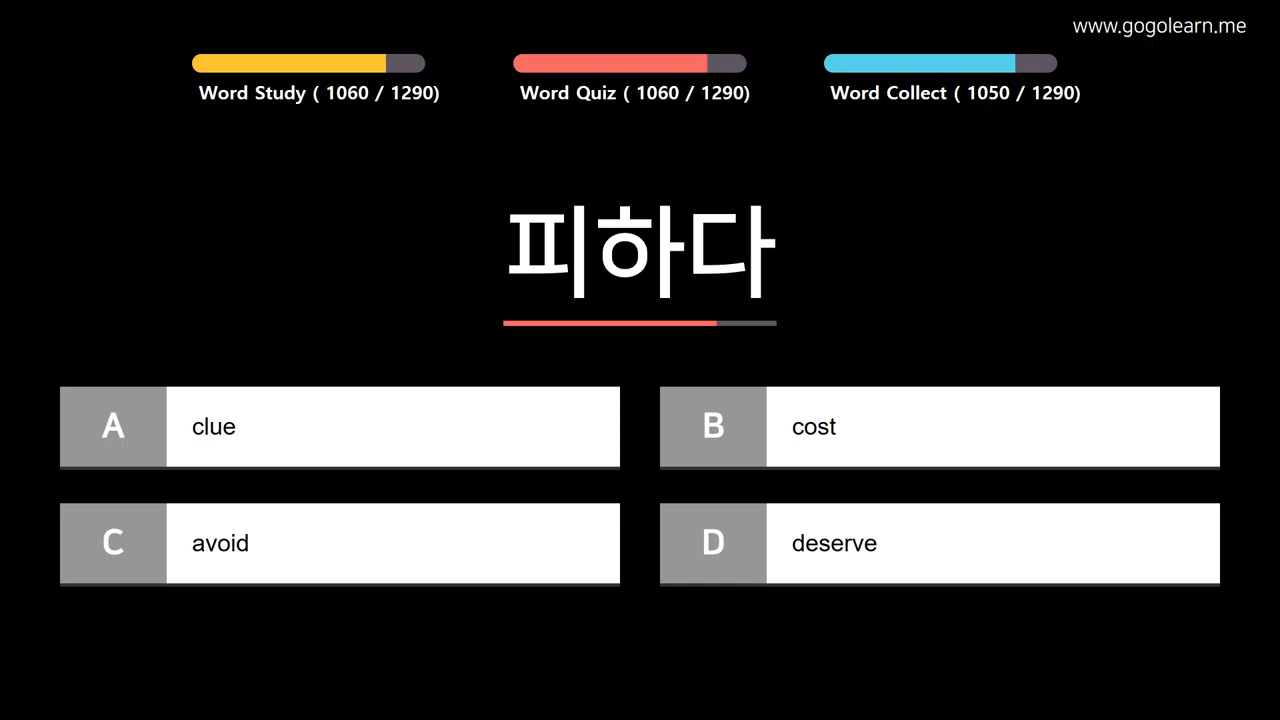 www.gogolearn.me
Word Study ( 1060 / 1290)
Word Quiz ( 1060 / 1290)
Word Collect ( 1050 / 1290)
피하다
A clue
B cost
C avoid
D deserve